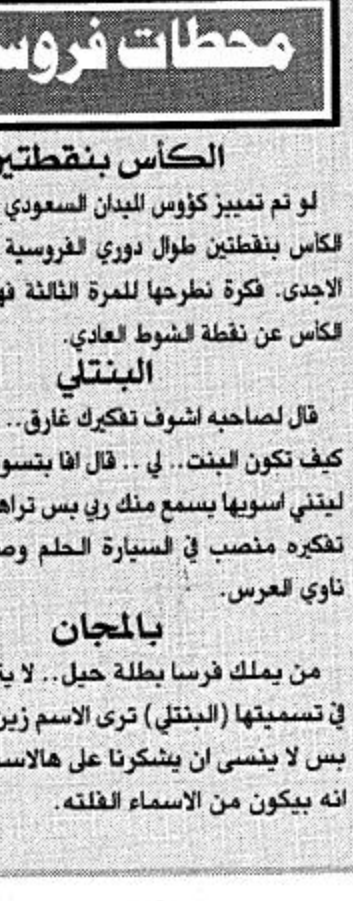 محطات فروس
الكأس بنقطتين
لو تم تمييز كؤوس الميدان السعودي
الكأس بنقطتين طوال دوري الفروسية
الاجدى. فكرة نطرحها للمرة الثالثة فه
الكأس عن نقطة الشوط العادي.
البنتلي
قال لصاحبه اشوف تفكيرك غارق..
كيف تكون البنت.. لي .. قال افا بتسو
ليتني اسويها يسمع منك ربي بس تراه
تفكيره منصب في السيارة الحلم وص
ناوي العرس.
بالمجان
من يملك فرسا بطلة حيل.. لا يت
في تسميتها (البنتلي) ترى الاسم زين
بس لا ينسى ان يشكرنا على هالاس
انه بيكون من الاسماء الفلته.